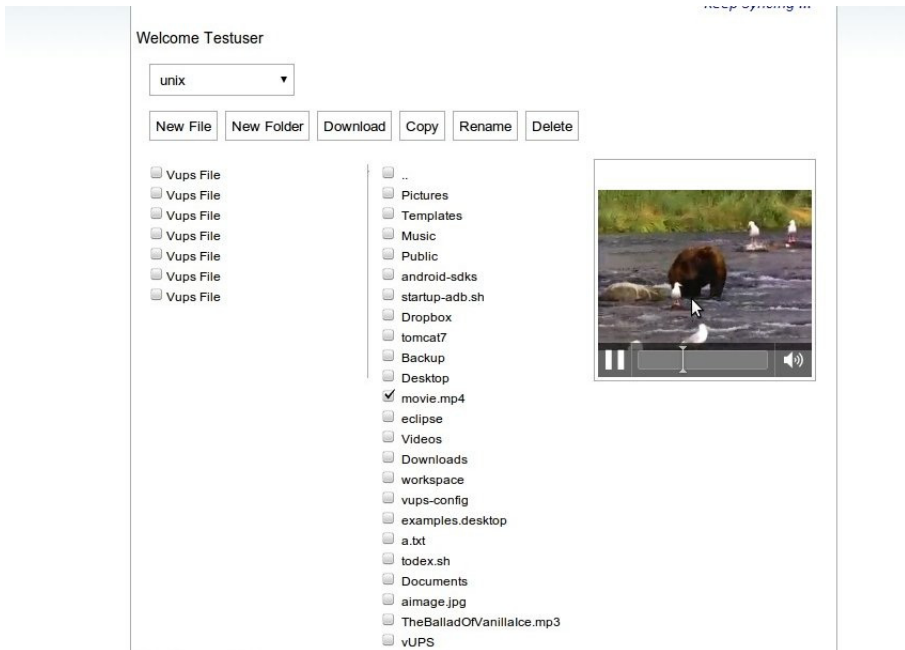 Keep Syncing ...
Welcome Testuser
unix
New File New Folder Download Copy Rename Delete
Vups File
Vups File
Vups File
Vups File
Vups File
Vups File
Vups File
..
Pictures
Templates
Music
Public
android-sdks
startup-adb.sh
Dropbox
tomcat7
Backup
Desktop
movie.mp4
eclipse
Videos
Downloads
workspace
vups-config
examples.desktop
a.txt
todex.sh
Documents
aimage.jpg
TheBalladOfVanillaIce.mp3
vUPS